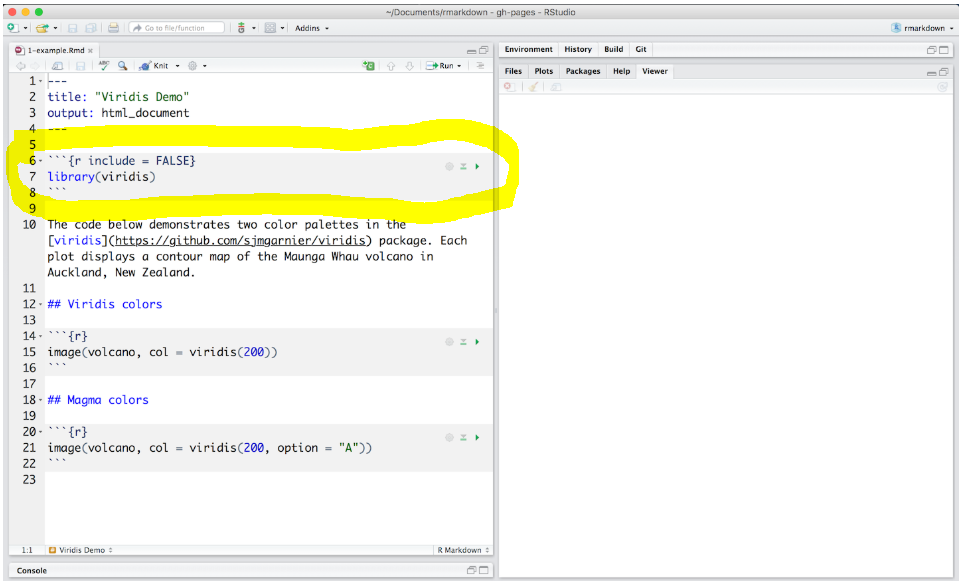 ~/Documents/rmarkdown - gh-pages - RStudio
Go to file/function
Addins
rmarkdown
1-example.Rmd
ABC
Knit
Run
1 ---
2 title: "Viridis Demo"
3 output: html_document
4 ---
5
6 ```{r include = FALSE}
7 library(viridis)
8 ```
9
10 The code below demonstrates two color palettes in the
[viridis](https://github.com/sjmgarnier/viridis) package. Each
plot displays a contour map of the Maunga Whau volcano in
Auckland, New Zealand.
11
12 ## Viridis colors
13
14 ```{r}
15 image(volcano, col = viridis(200))
16 ```
17
18 ## Magma colors
19
20 ```{r}
21 image(volcano, col = viridis(200, option = "A"))
22 ```
23
1:1 Viridis Demo R Markdown
Console
Environment History Build Git
Files Plots Packages Help Viewer